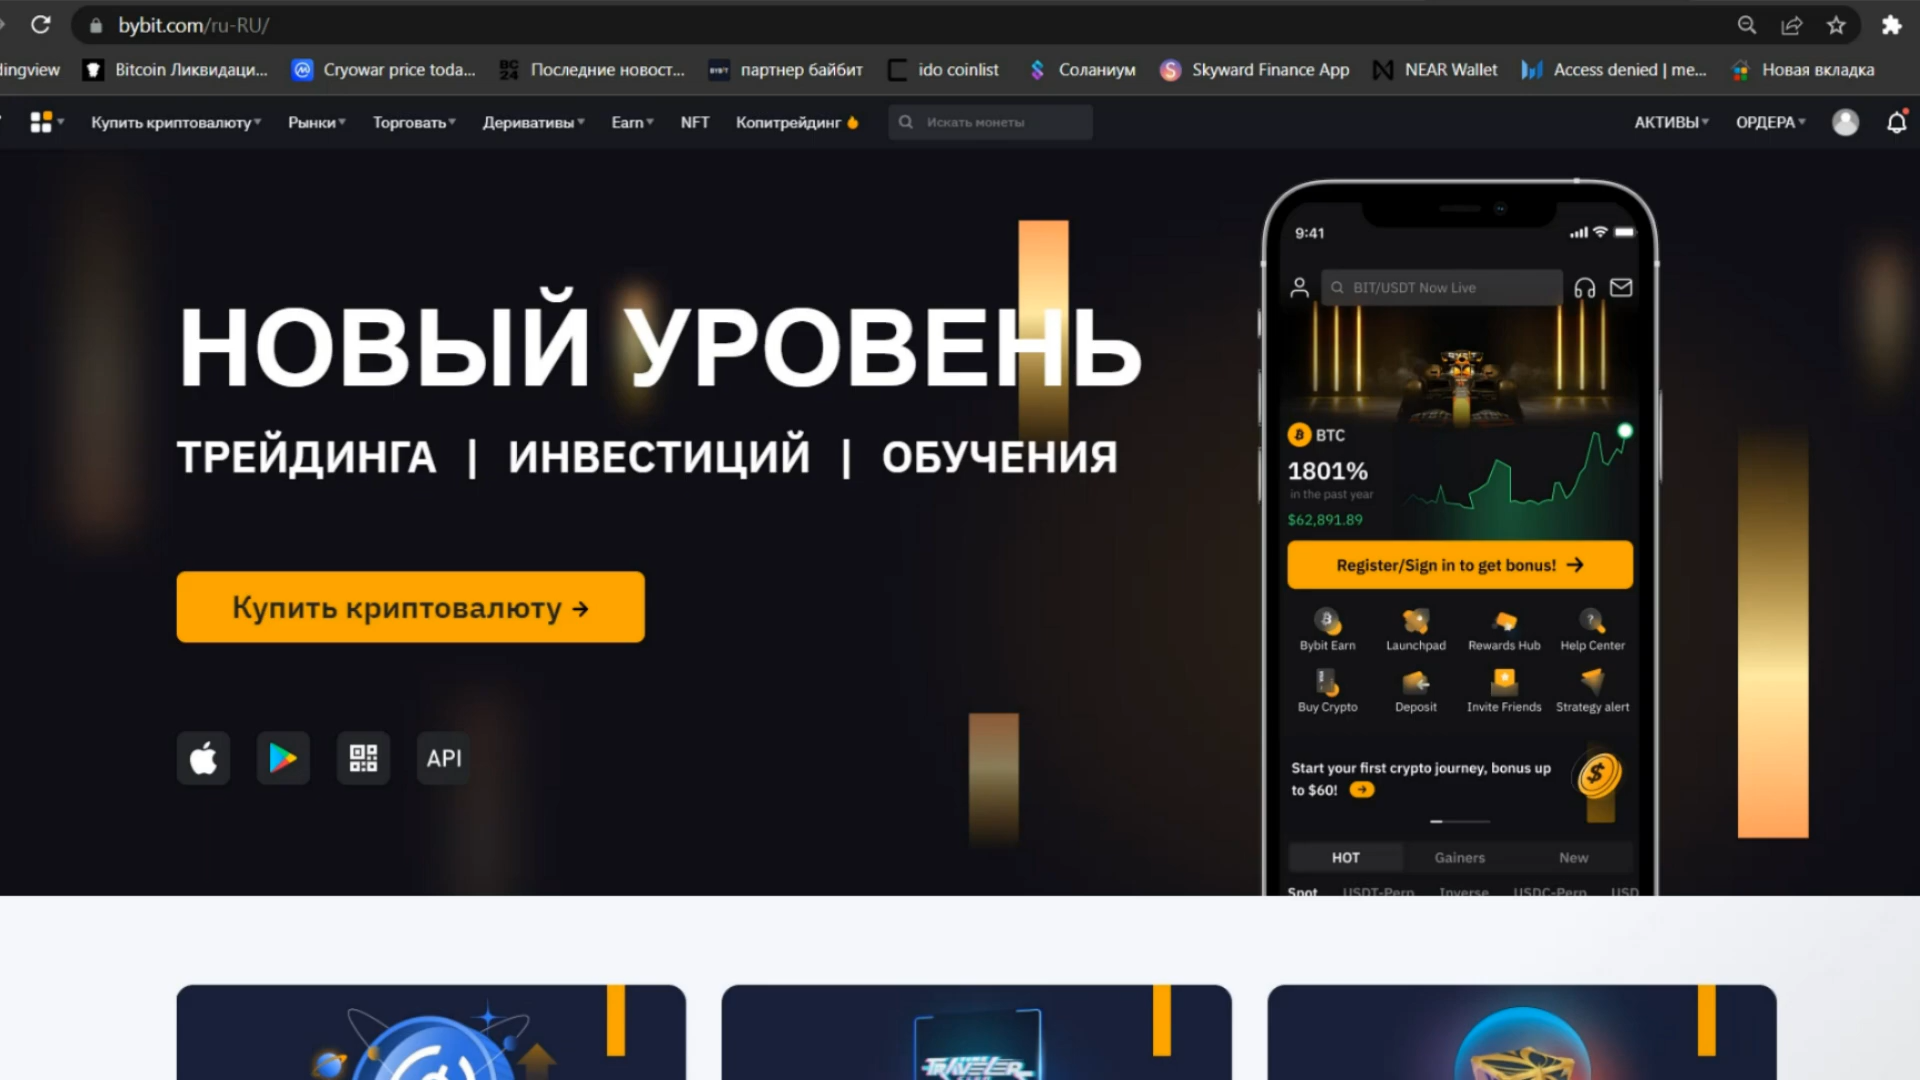 bybit.com/ru-RU/
dingview
Bitcoin Ликвидаци...
Cryowar price toda...
BC 24
Последние новост...
партнер байбит
ido coinlist
Соланиум
Skyward Finance App
NEAR Wallet
Access denied | me...
Новая вкладка
Купить криптовалюту
Рынки
Торговать
Деривативы
Earn
NFT
Копитрейдинг
Искать монеты
АКТИВЫ
ОРДЕРА
НОВЫЙ УРОВЕНЬ
ТРЕЙДИНГА | ИНВЕСТИЦИЙ | ОБУЧЕНИЯ
Купить криптовалюту →
API
9:41
BIT/USDT Now Live
BTC
1801%
in the past year
$62,891.89
Register/Sign in to get bonus! →
Bybit Earn
Launchpad
Rewards Hub
Help Center
Buy Crypto
Deposit
Invite Friends
Strategy alert
Start your first crypto journey, bonus up
to $60!
HOT
Gainers
New
Spot
USDT-Perp
Inverse
USDC-Perp
USD
TRAVELER